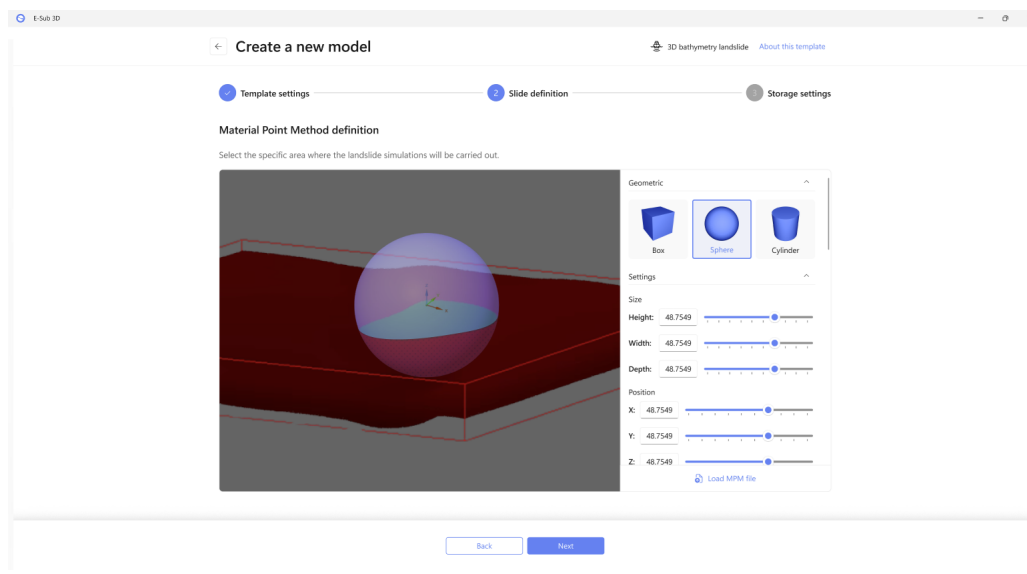 E-Sub 3D
Create a new model
3D bathymetry landslide About this template
Template settings
2 Slide definition
3 Storage settings
Material Point Method definition
Select the specific area where the landslide simulations will be carried out.
Geometric
Box Sphere Cylinder
Settings
Size
Height: 48.7549
Width: 48.7549
Depth: 48.7549
Position
X: 48.7549
Y: 48.7549
Z: 48.7549
Load MPM file
Back Next